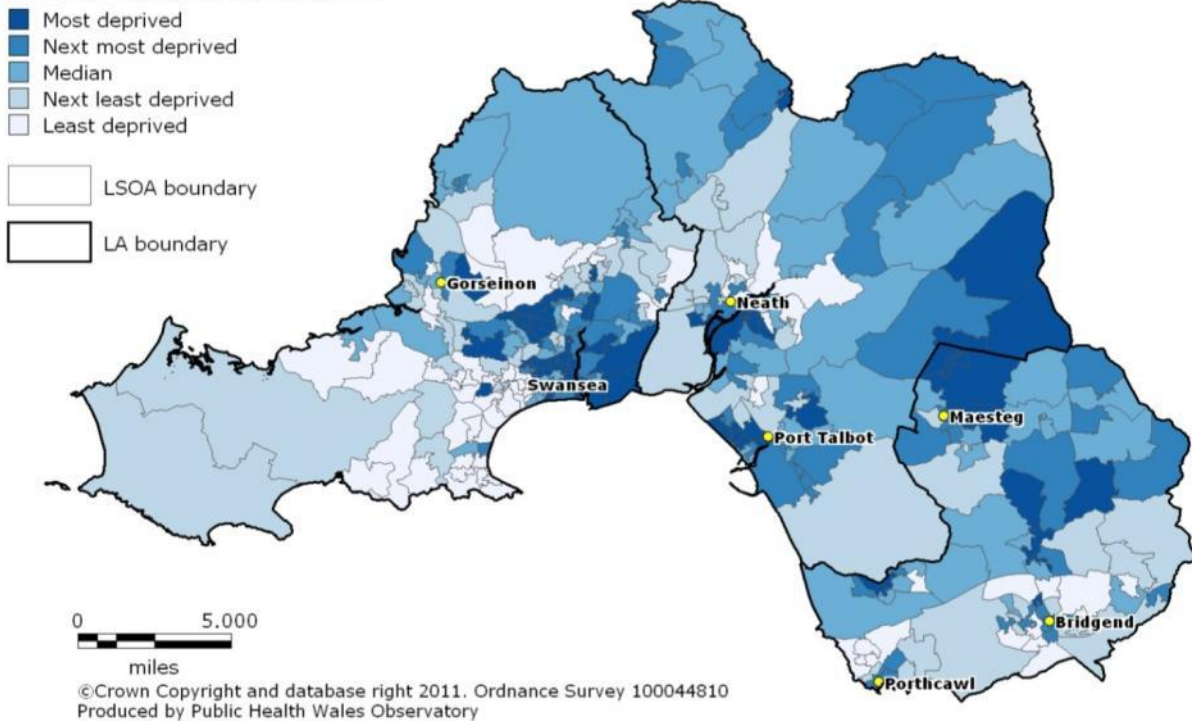 Most deprived
Next most deprived
Median
Next least deprived
Least deprived
LSOA boundary
LA boundary
Gorseinon
Neath
Swansea
Maesteg
Port Talbot
Bridgend
Porthcawl
0 5.000
miles
©Crown Copyright and database right 2011. Ordnance Survey 100044810
Produced by Public Health Wales Observatory